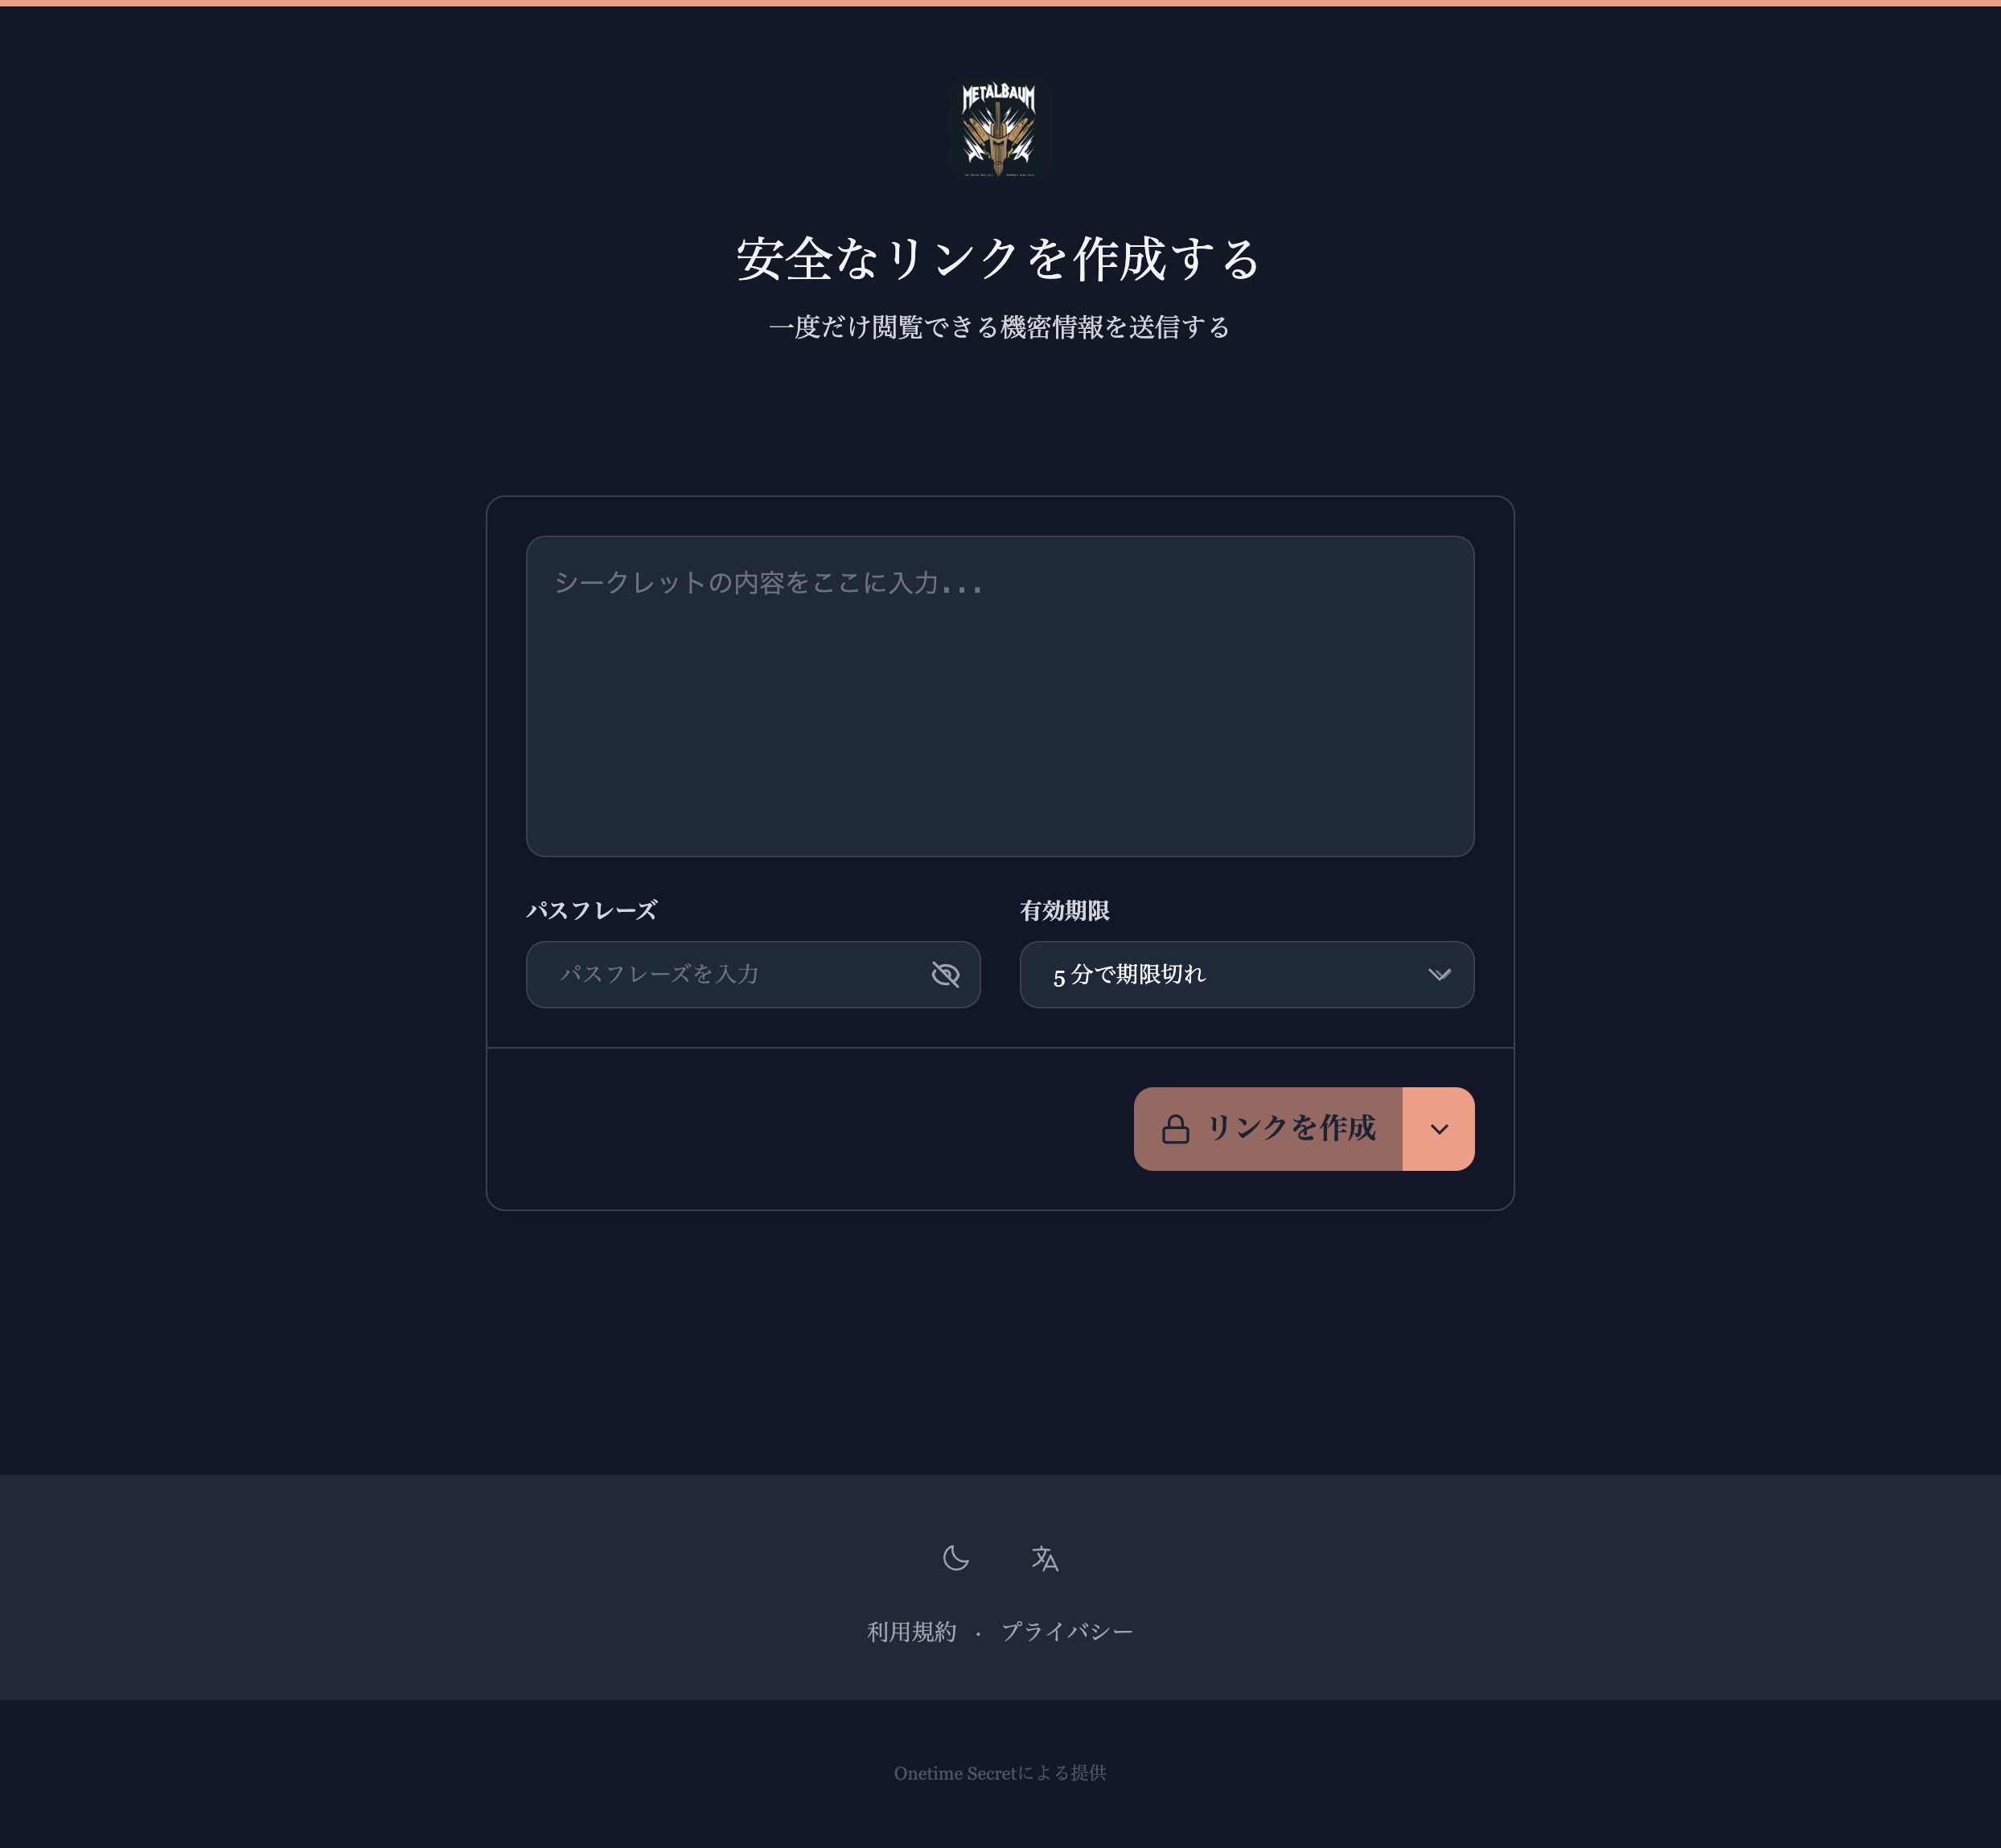 METALBAUM
安全なリンクを作成する
一度だけ閲覧できる機密情報を送信する
シークレットの内容をここに入力...
パスフレーズ
有効期限
パスフレーズを入力
5 分で期限切れ
リンクを作成
利用規約 · プライバシー
Onetime Secretによる提供